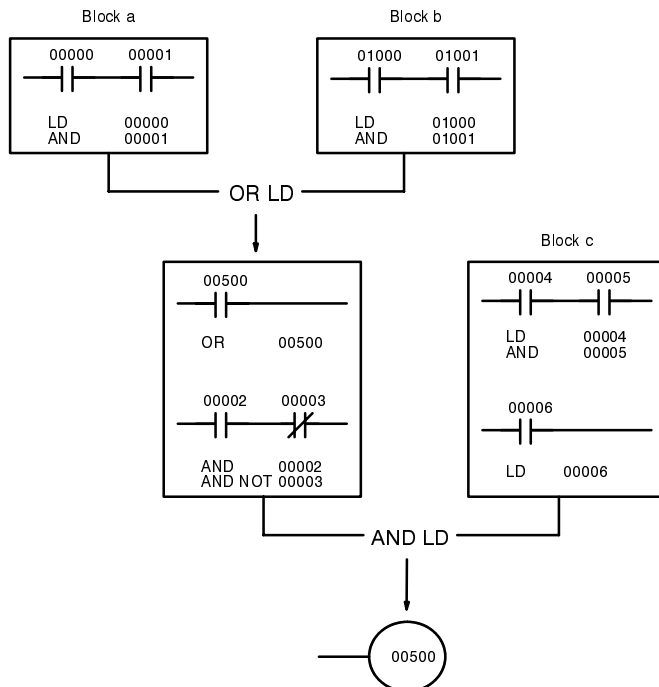 Block a
Block b
00000 00001
LD 00000
AND 00001
01000 01001
LD 01000
AND 01001
OR LD
Block c
00500
OR 00500
00002 00003
AND 00002
AND NOT 00003
00004 00005
LD 00004
AND 00005
00006
LD 00006
AND LD
00500